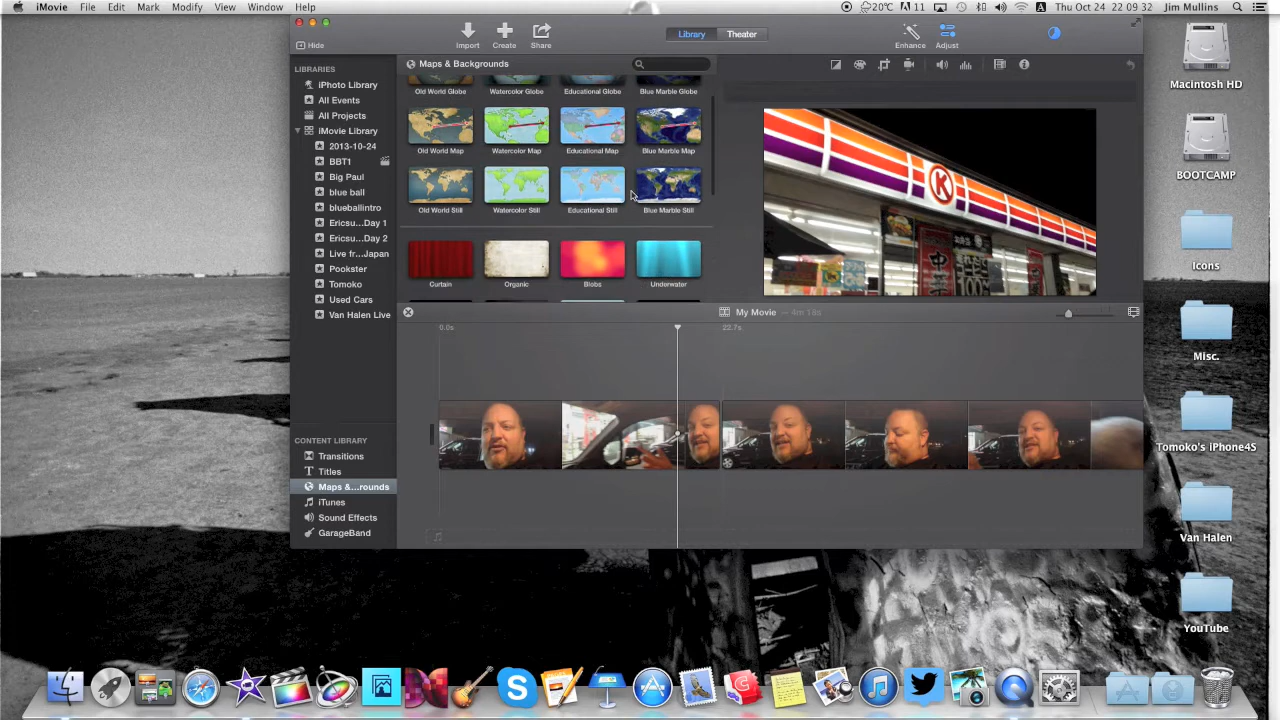 iMovie File Edit Mark Modify View Window Help
20°C 11 A Thu Oct 24 22 09:32 Jim Mullins
Hide
Import Create Share
Library Theater
Enhance Adjust
LIBRARIES
iPhoto Library
All Events
All Projects
iMovie Library
2013-10-24
BBT1
Big Paul
blue ball
blueballintro
Ericsu...Day 1
Ericsu...Day 2
Live fr...Japan
Pookster
Tomoko
Used Cars
Van Halen Live
CONTENT LIBRARY
Transitions
Titles
Maps &...rounds
iTunes
Sound Effects
GarageBand
Maps & Backgrounds
Old World Globe Watercolor Globe Educational Globe Blue Marble Globe
Old World Map Watercolor Map Educational Map Blue Marble Map
Old World Still Watercolor Still Educational Still Blue Marble Still
Curtain Organic Blobs Underwater
K
My Movie – 4m 16s
0.0s 22.7s
Macintosh HD
BOOTCAMP
Icons
Misc.
Tomoko's iPhone4S
Van Halen
YouTube